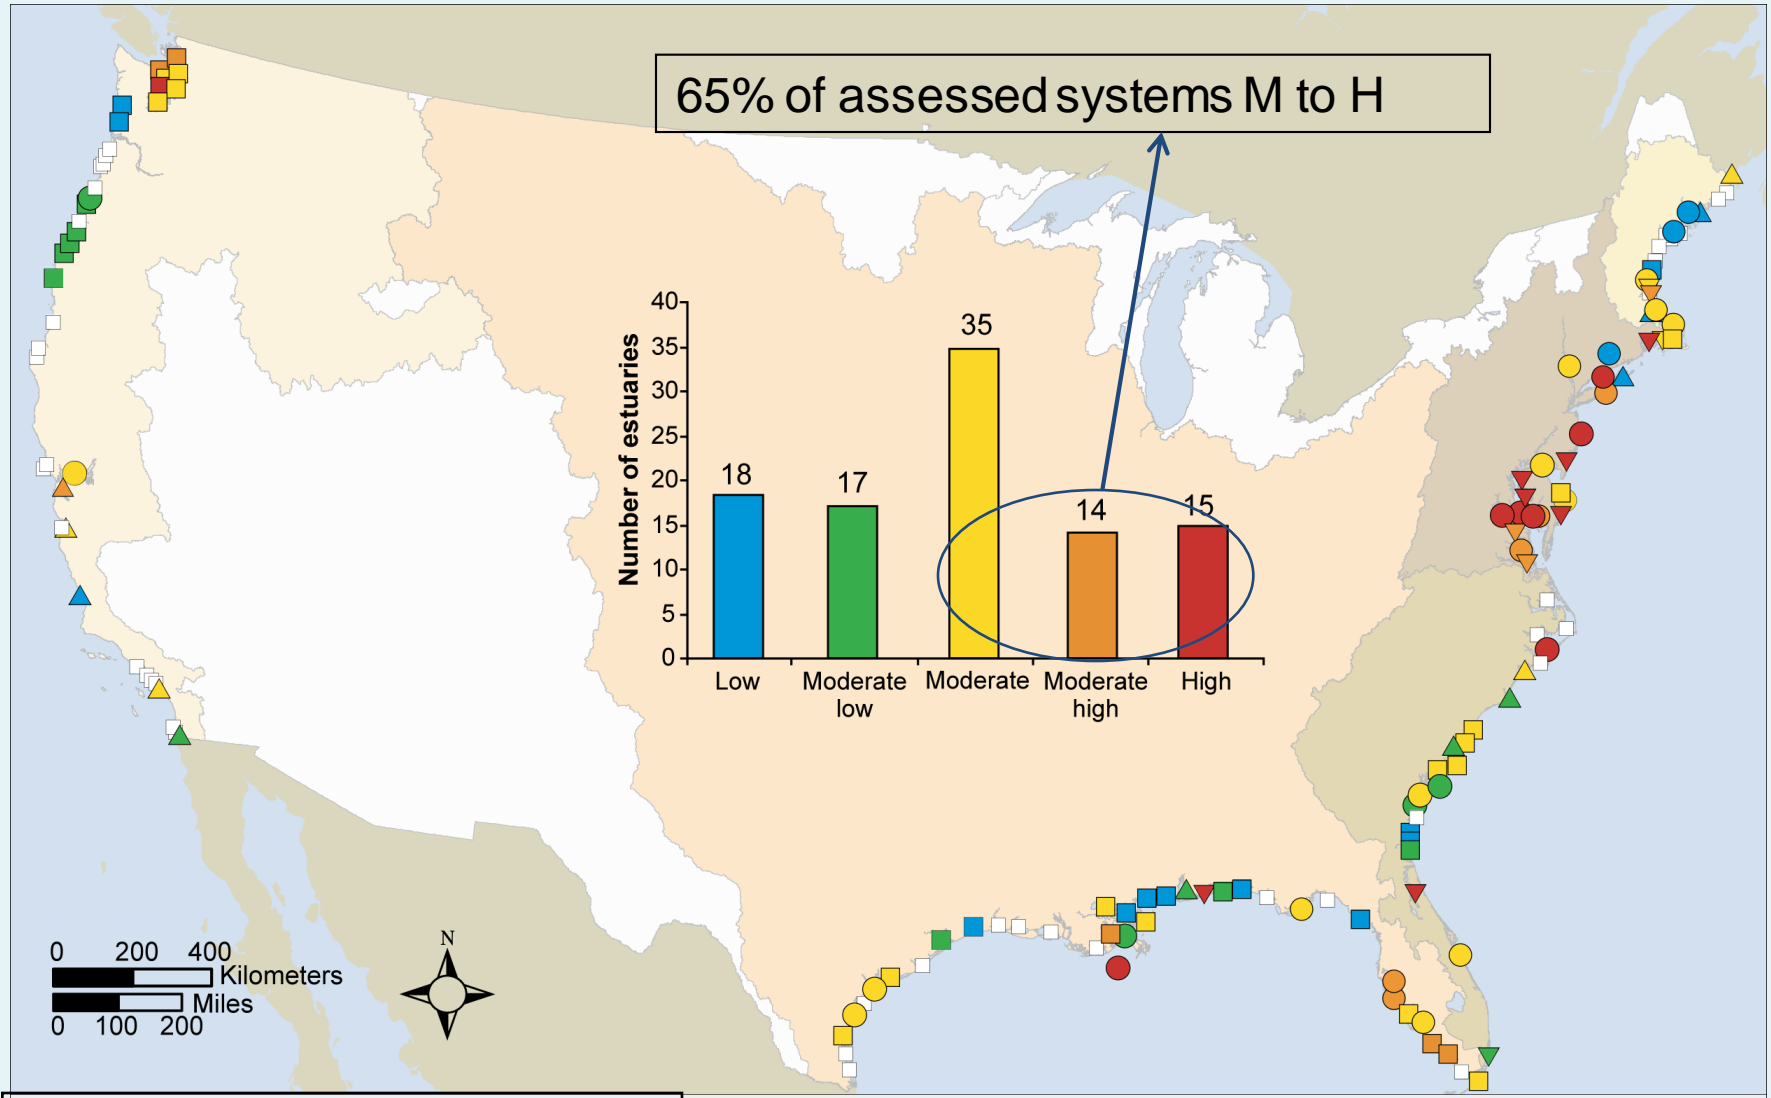 65% of assessed systems M to H
Number of estuaries
40
35
30
25
20
15
10
5
0
18
17
35
14
15
Low
Moderate low
Moderate
Moderate high
High
N
0 200 400
Kilometers
Miles
0 100 200